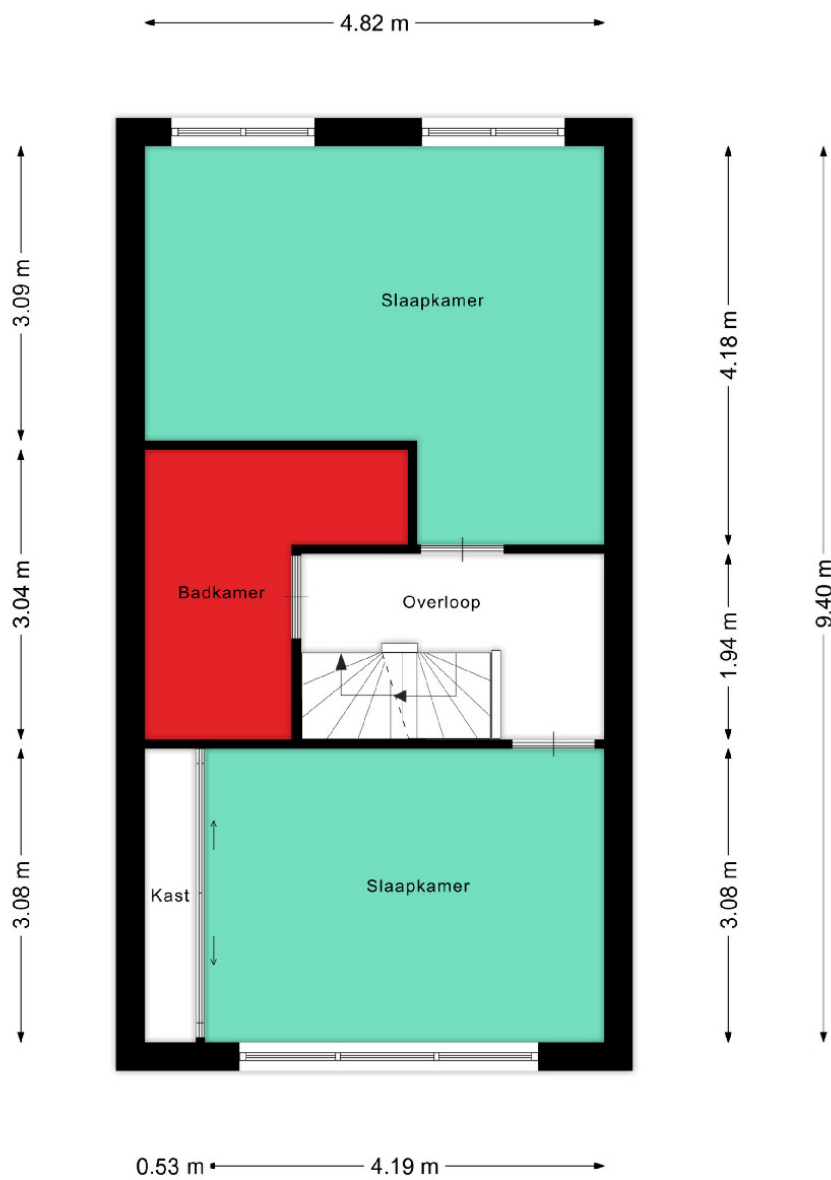 4.82 m
3.09 m
Slaapkamer
4.18 m
3.04 m
Badkamer
Overloop
9.40 m
1.94 m
3.08 m
Kast
Slaapkamer
3.08 m
0.53 m
4.19 m